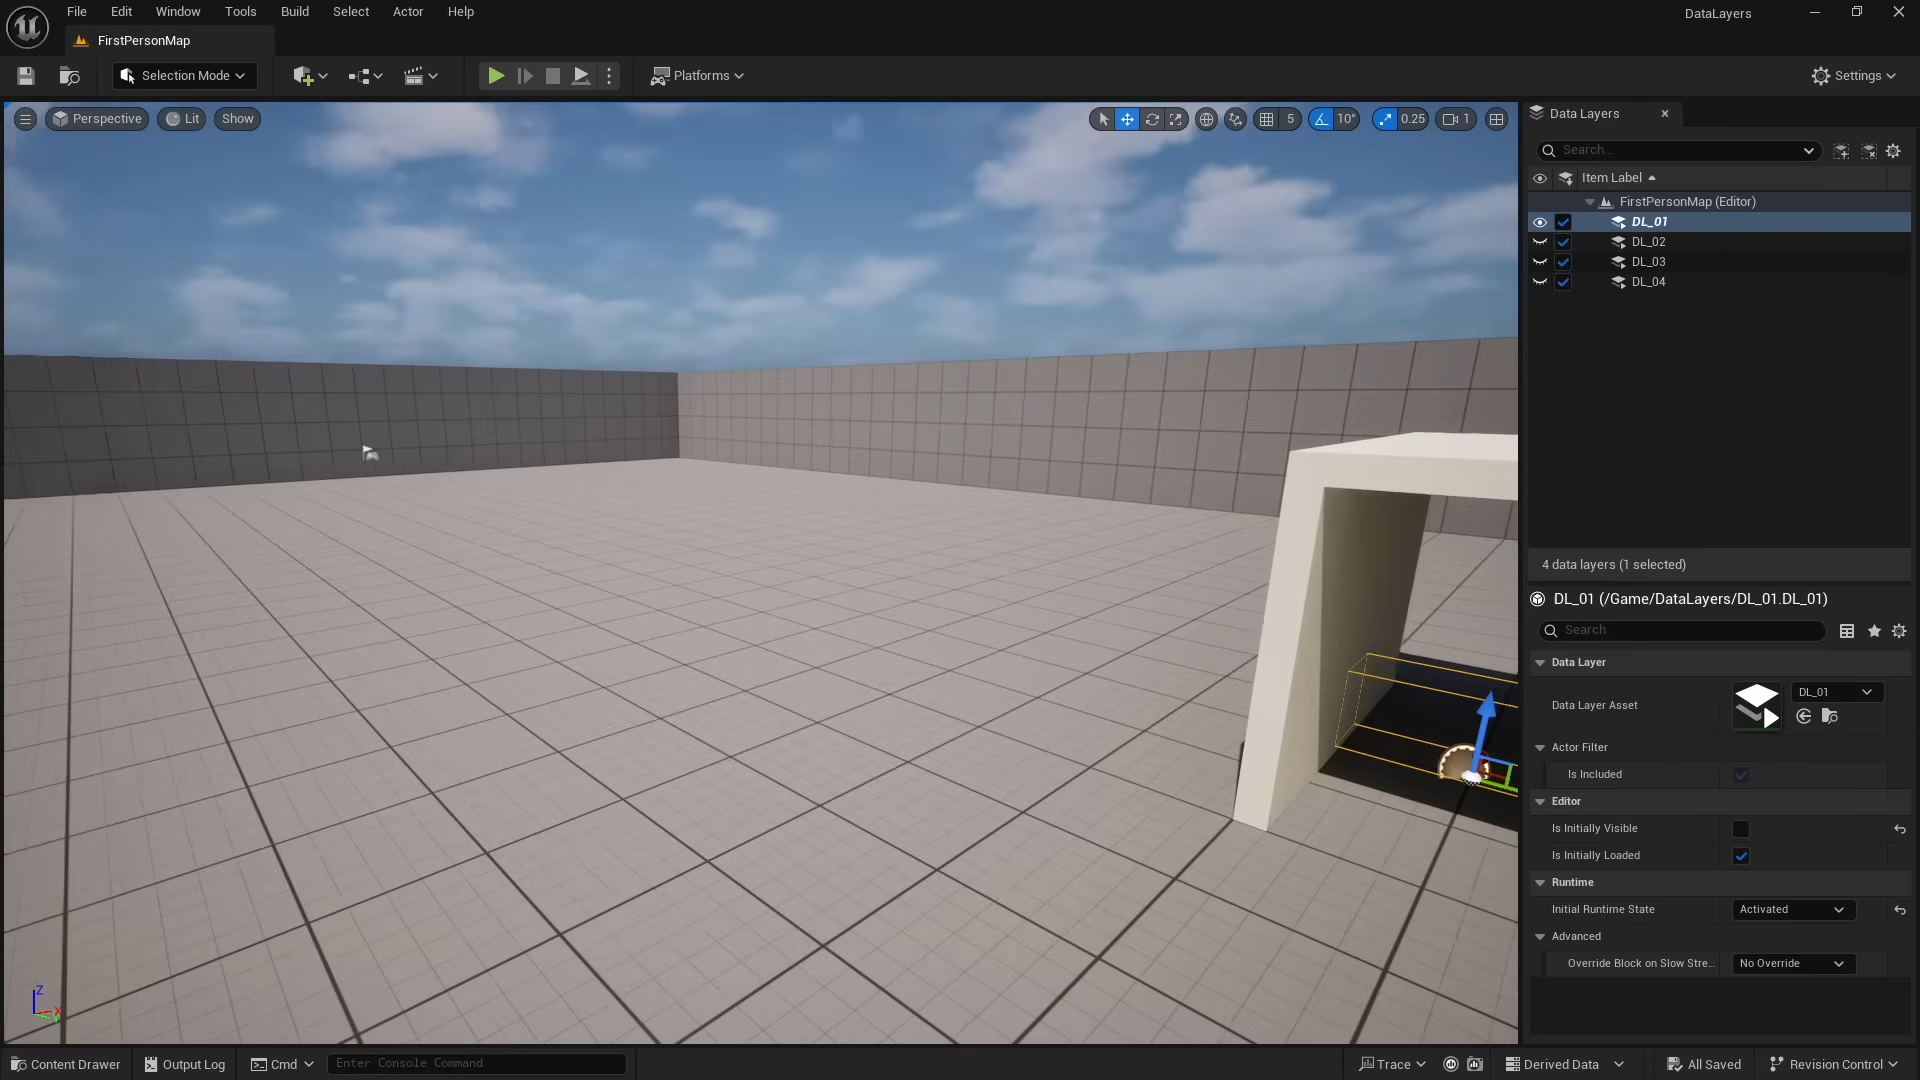 File Edit Window Tools Build Select Actor Help
DataLayers
FirstPersonMap
Selection Mode
Platforms
Settings
Perspective Lit Show
5 10° 0.25 1
Data Layers
Search...
Item Label
FirstPersonMap (Editor)
DL_01
DL_02
DL_03
DL_04
4 data layers (1 selected)
DL_01 (/Game/DataLayers/DL_01.DL_01)
Search
Data Layer
Data Layer Asset
DL_01
Actor Filter
Is Included
Editor
Is Initially Visible
Is Initially Loaded
Runtime
Initial Runtime State Activated
Advanced
Override Block on Slow Stre... No Override
Z
X
Y
Content Drawer Output Log Cmd Enter Console Command Trace Derived Data All Saved Revision Control